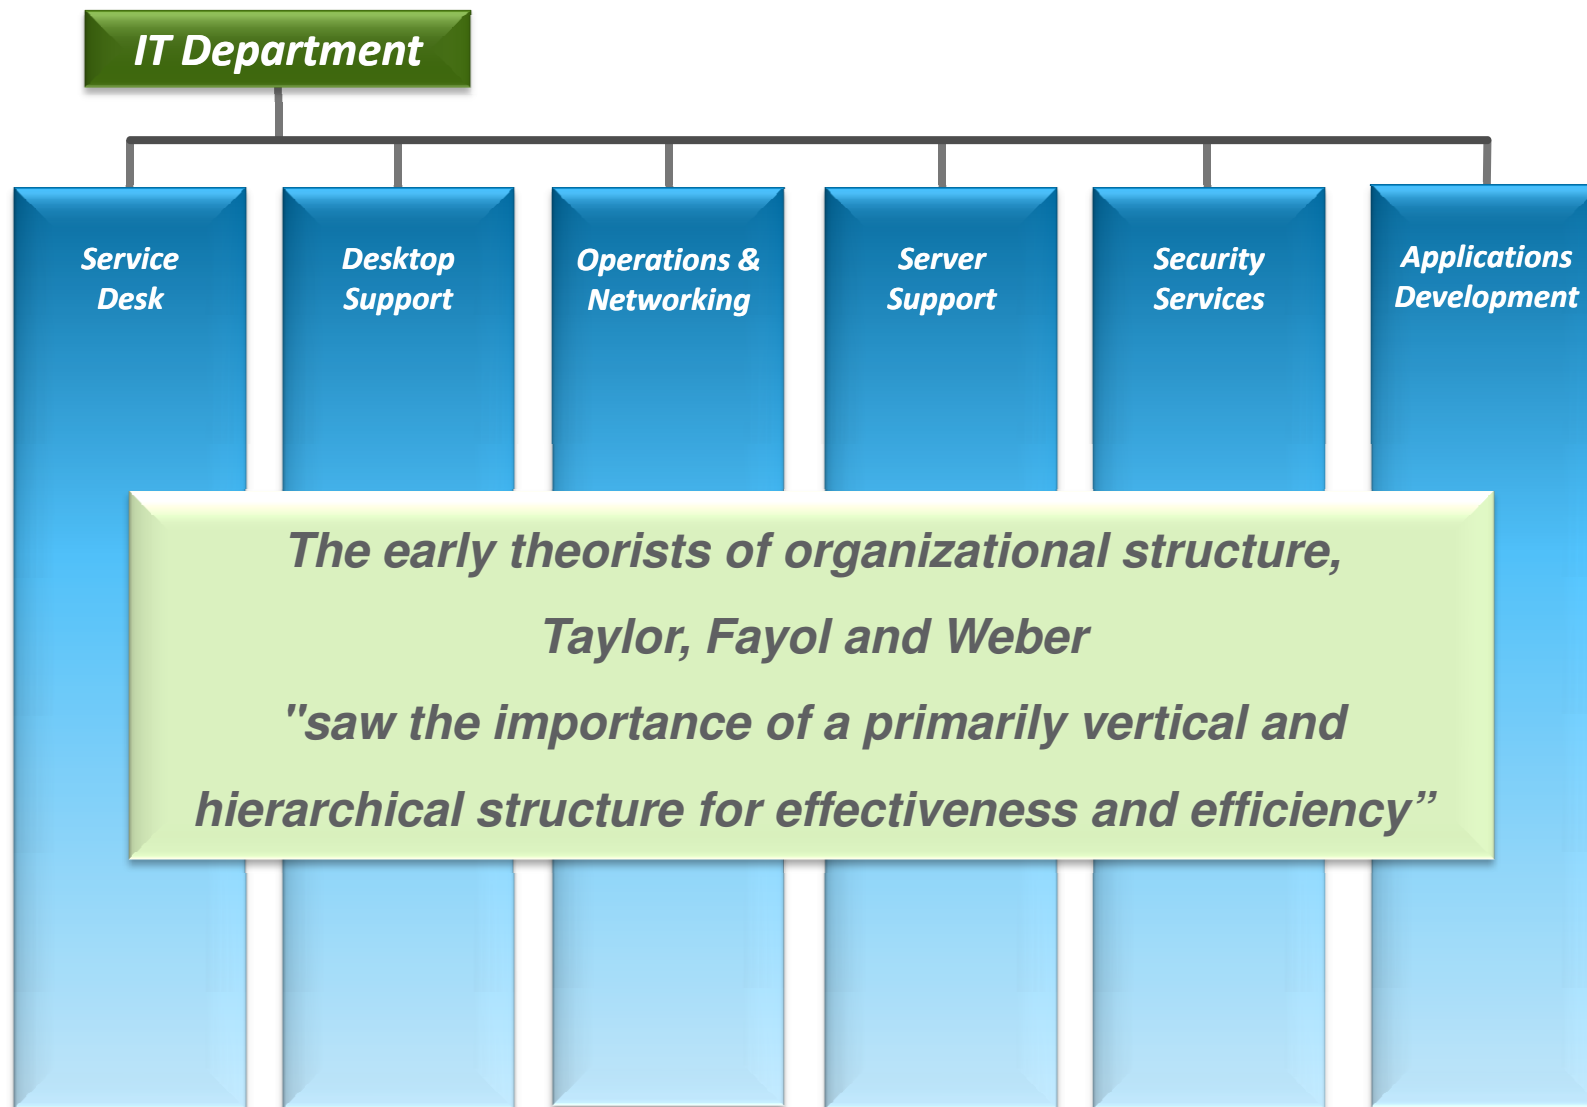 IT Department
Service
Desk
Desktop
Support
Operations &
Networking
Server
Support
Security
Services
Applications
Development
The early theorists of organizational structure,
Taylor, Fayol and Weber
"saw the importance of a primarily vertical and
hierarchical structure for effectiveness and efficiency”